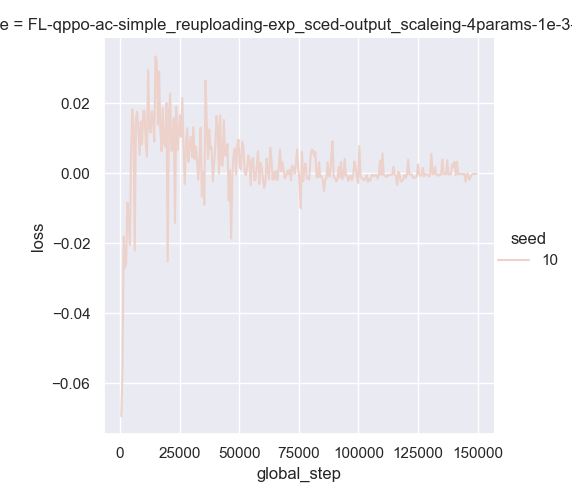 e = FL-qppo-ac-simple_reuploading-exp_sced-output_scaleing-4params-1e-3-
0.02
0.00
−0.02
−0.04
−0.06
loss
seed
10
0 25000 50000 75000 100000 125000 150000
global_step